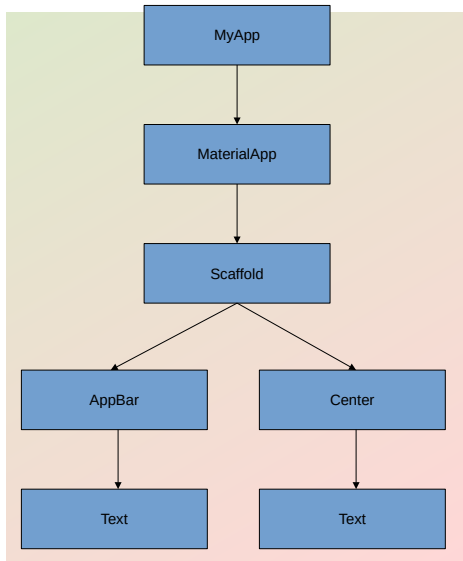 MyApp
MaterialApp
Scaffold
AppBar
Center
Text
Text